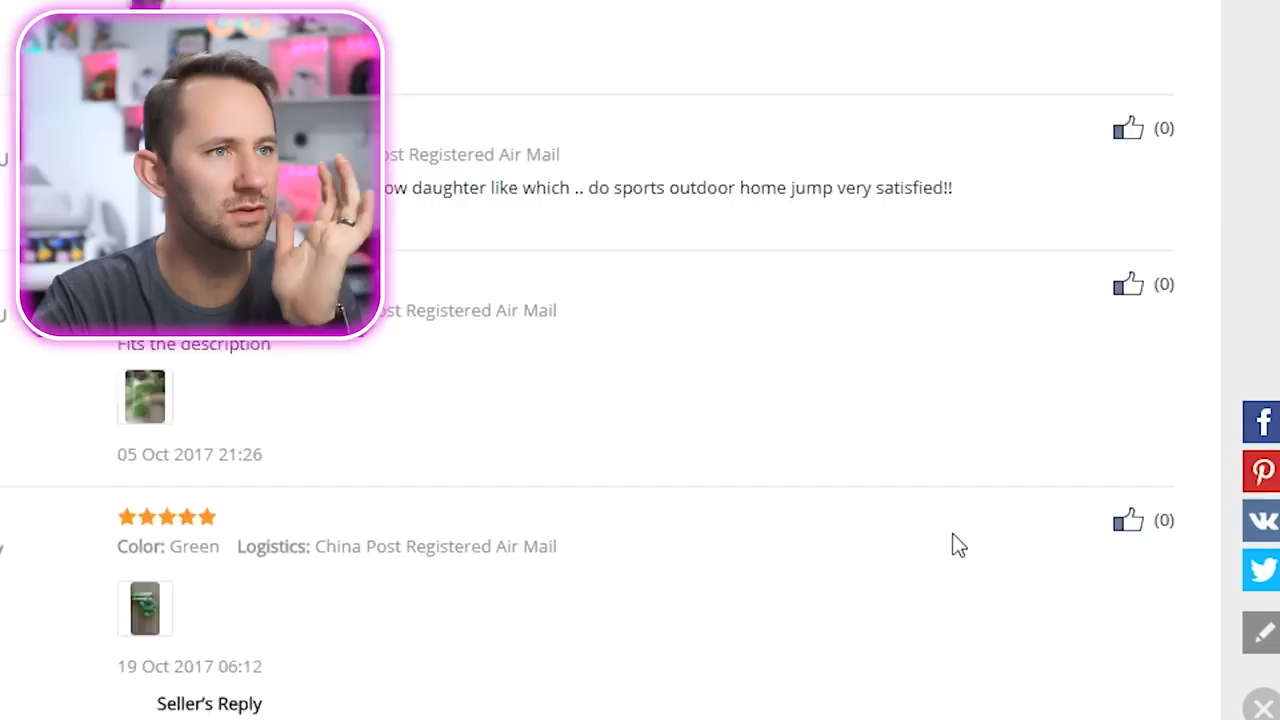 (0)
ost Registered Air Mail
ow daughter like which .. do sports outdoor home jump very satisfied!!
(0)
ost Registered Air Mail
Fits the description
05 Oct 2017 21:26
(0)
Color: Green Logistics: China Post Registered Air Mail
19 Oct 2017 06:12
Seller's Reply